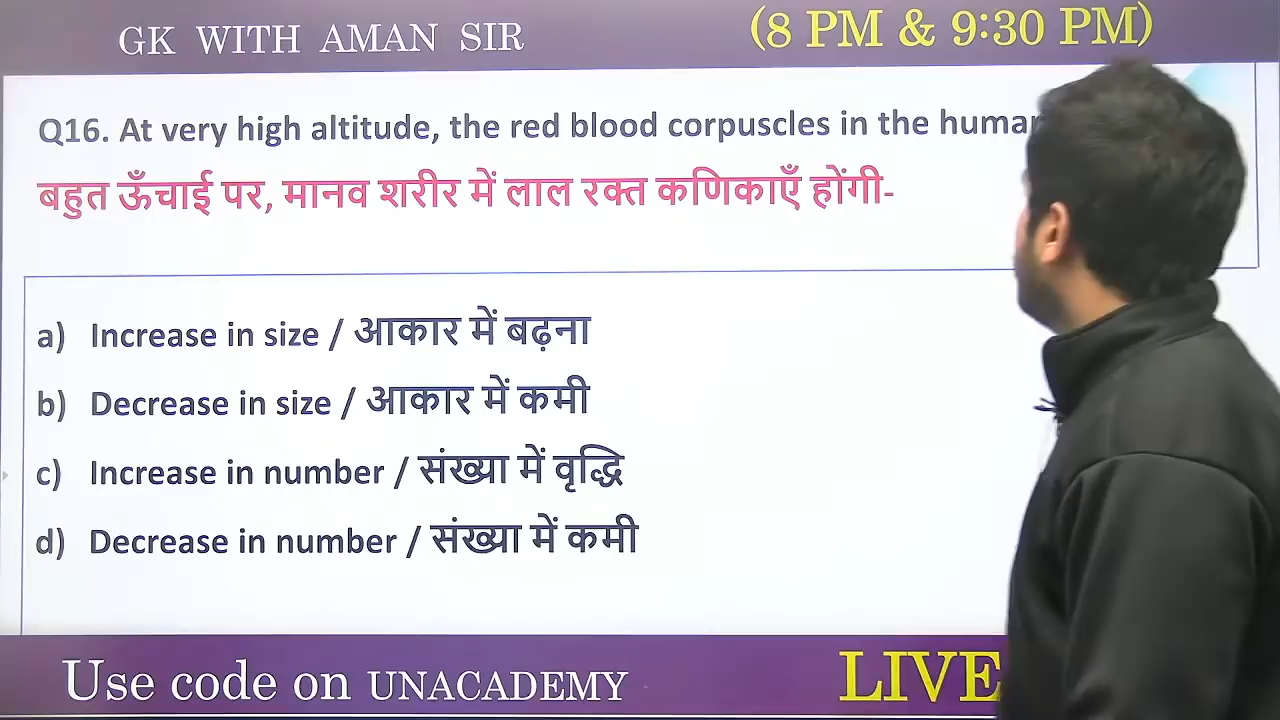 GK WITH AMAN SIR
(8 PM & 9:30 PM)
Q16. At very high altitude, the red blood corpuscles in the human
बहुत ऊँचाई पर, मानव शरीर में लाल रक्त कणिकाएँ होंगी-
a) Increase in size / आकार में बढ़ना
b) Decrease in size / आकार में कमी
c) Increase in number / संख्या में वृद्धि
d) Decrease in number / संख्या में कमी
Use code on UNACADEMY
LIVE